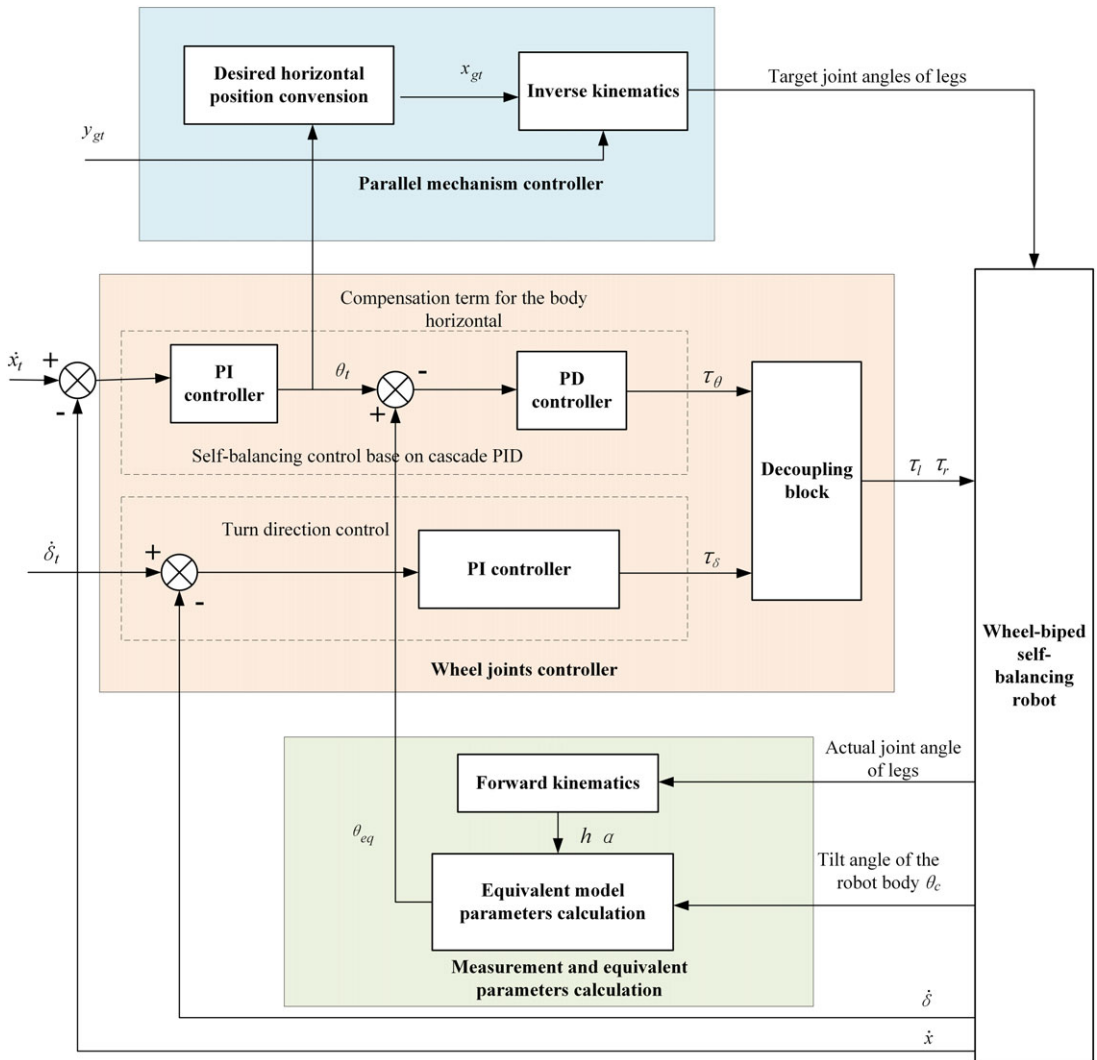 Desired horizontal
position convension
x_gt
Inverse kinematics
Target joint angles of legs
y_gt
Parallel mechanism controller
Compensation term for the body
horizontal
ẋ_t
+
-
PI
controller
θ_t
-
+
PD
controller
τ_θ
Self-balancing control base on cascade PID
Decoupling
block
τ_l τ_r
Turn direction control
δ̇_t
+
-
PI controller
τ_δ
Wheel joints controller
Wheel-biped
self-
balancing
robot
Actual joint angle
of legs
Forward kinematics
h α
θ_eq
Tilt angle of the
robot body θ_c
Equivalent model
parameters calculation
Measurement and equivalent
parameters calculation
δ̇
ẋ